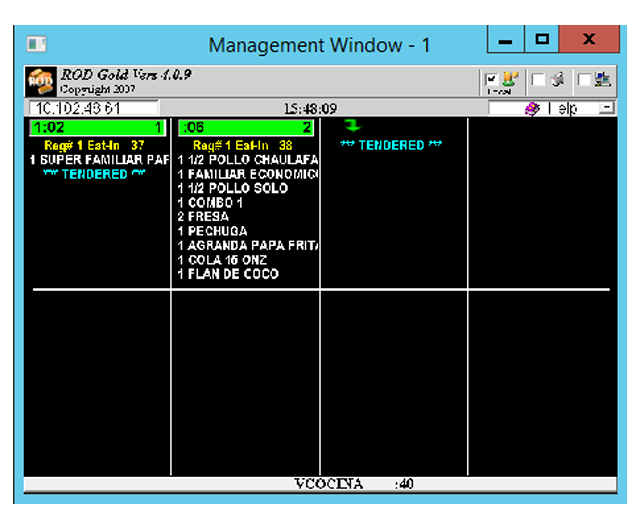 Management Window - 1
ROD
ROD Gold Vers 4.0.9
Copyright 2007
10.102.43.61 15:48:09
1:02 1
Reg# 1 Eat-In 37
1 SUPER FAMILIAR PAP
*** TENDERED ***
:06 2
Reg# 1 Eat-In 38
1 1/2 POLLO CHAULAFA
1 FAMILIAR ECONOMICO
1 1/2 POLLO SOLO
1 COMBO 1
2 FRESA
1 PECHUGA
1 AGRANDA PAPA FRITA
1 COLA 16 ONZ
1 FLAN DE COCO
*** TENDERED ***
VCOCINA :40